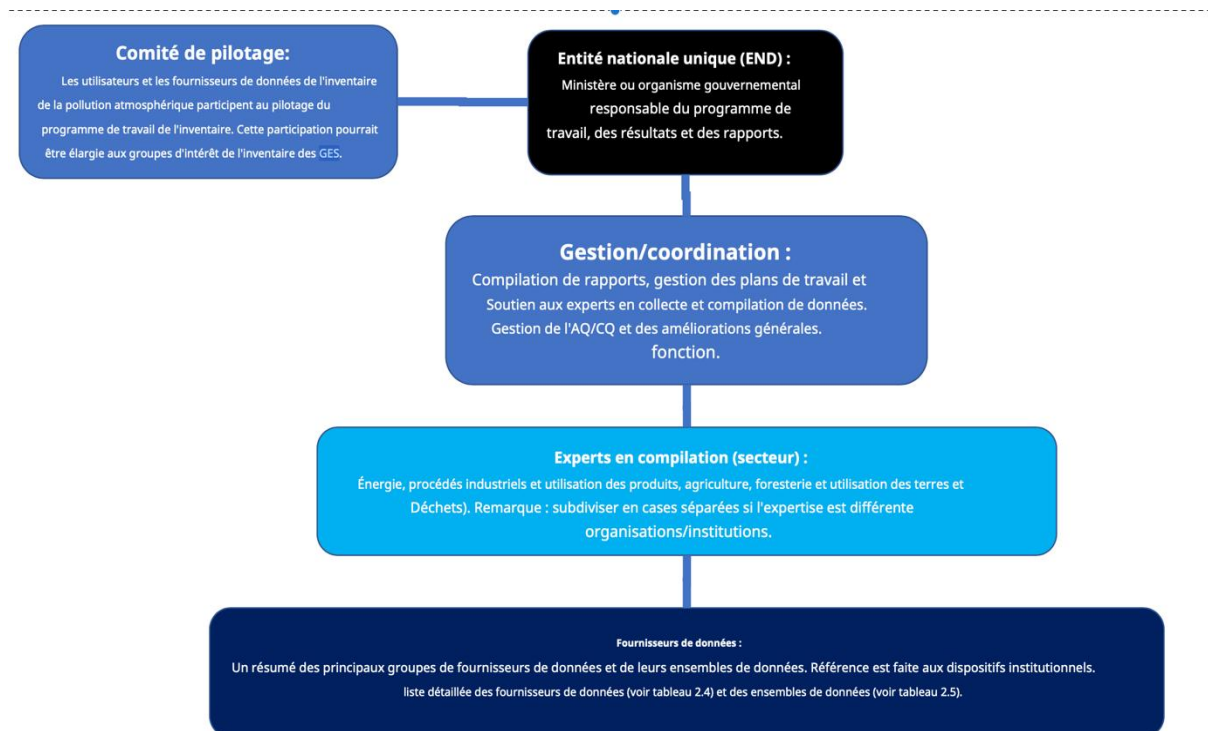 Comité de pilotage:
Les utilisateurs et les fournisseurs de données de l'inventaire
de la pollution atmosphérique participent au pilotage du
programme de travail de l'inventaire. Cette participation pourrait
être élargie aux groupes d'intérêt de l'inventaire des GES.
Entité nationale unique (END) :
Ministère ou organisme gouvernemental
responsable du programme de
travail, des résultats et des rapports.
Gestion/coordination :
Compilation de rapports, gestion des plans de travail et
Soutien aux experts en collecte et compilation de données.
Gestion de l'AQ/CQ et des améliorations générales.
fonction.
Experts en compilation (secteur) :
Énergie, procédés industriels et utilisation des produits, agriculture, foresterie et utilisation des terres et
Déchets). Remarque : subdiviser en cases séparées si l'expertise est différente
organisations/institutions.
Fournisseurs de données :
Un résumé des principaux groupes de fournisseurs de données et de leurs ensembles de données. Référence est faite aux dispositifs institutionnels.
liste détaillée des fournisseurs de données (voir tableau 2.4) et des ensembles de données (voir tableau 2.5).